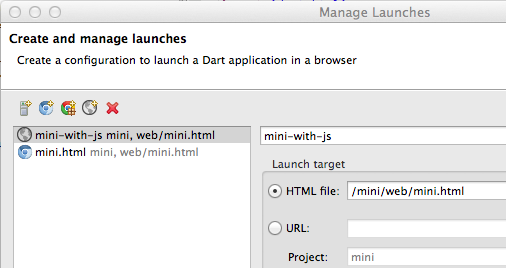 Manage Launches
Create and manage launches
Create a configuration to launch a Dart application in a browser
mini-with-js mini, web/mini.html
mini.html mini, web/mini.html
mini-with-js
Launch target
HTML file: /mini/web/mini.html
URL:
Project: mini